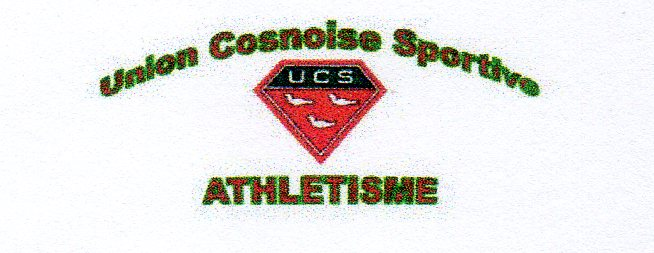 Union Cosnoise Sportive
UCS
ATHLETISME